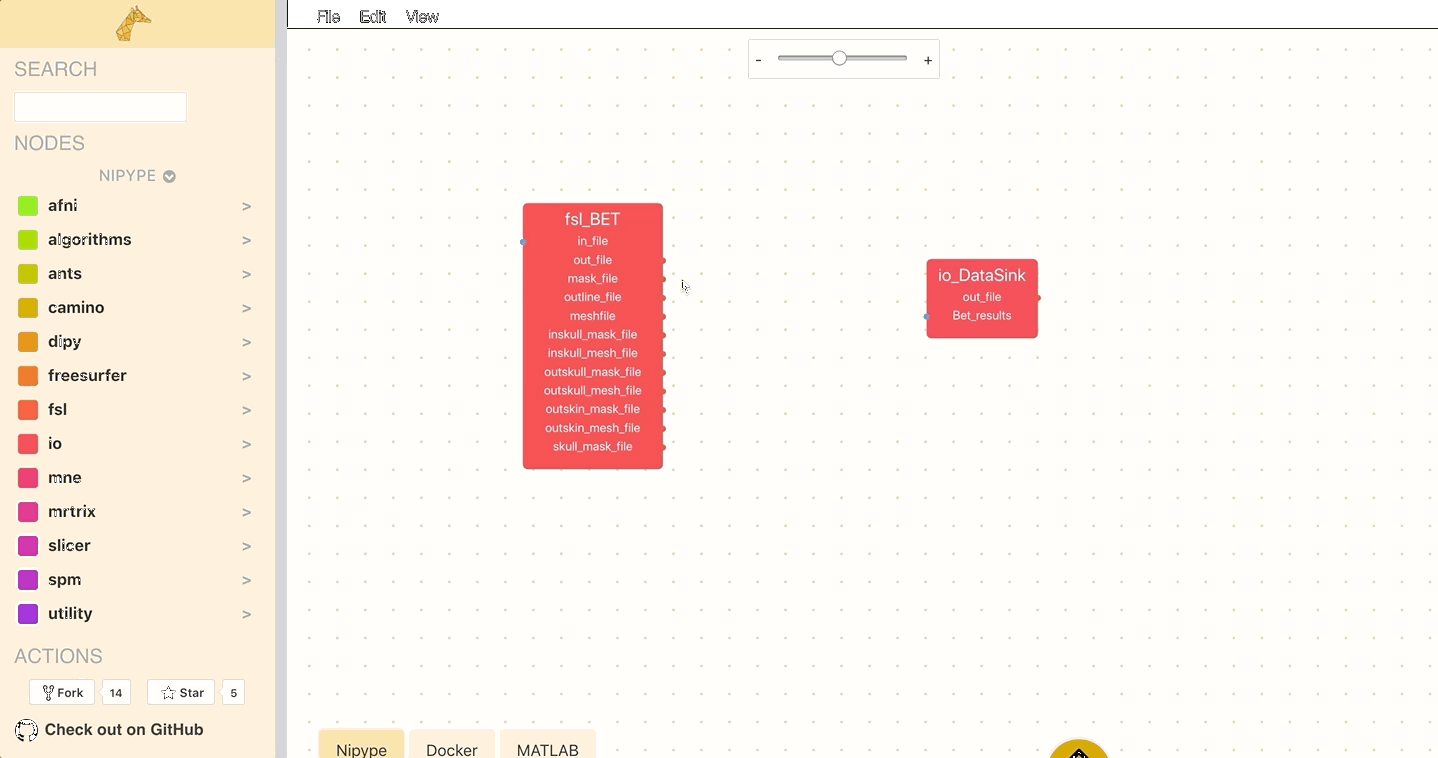 SEARCH
NODES
NIPYPE
afni >
algorithms >
ants >
camino >
dipy >
freesurfer >
fsl >
io >
mne >
mrtrix >
slicer >
spm >
utility >
ACTIONS
Fork 14 Star 5
Check out on GitHub
File Edit View
- +
fsl_BET
in_file
out_file
mask_file
outline_file
meshfile
inskull_mask_file
inskull_mesh_file
outskull_mask_file
outskull_mesh_file
outskin_mask_file
outskin_mesh_file
skull_mask_file
io_DataSink
out_file
Bet_results
Nipype Docker MATLAB